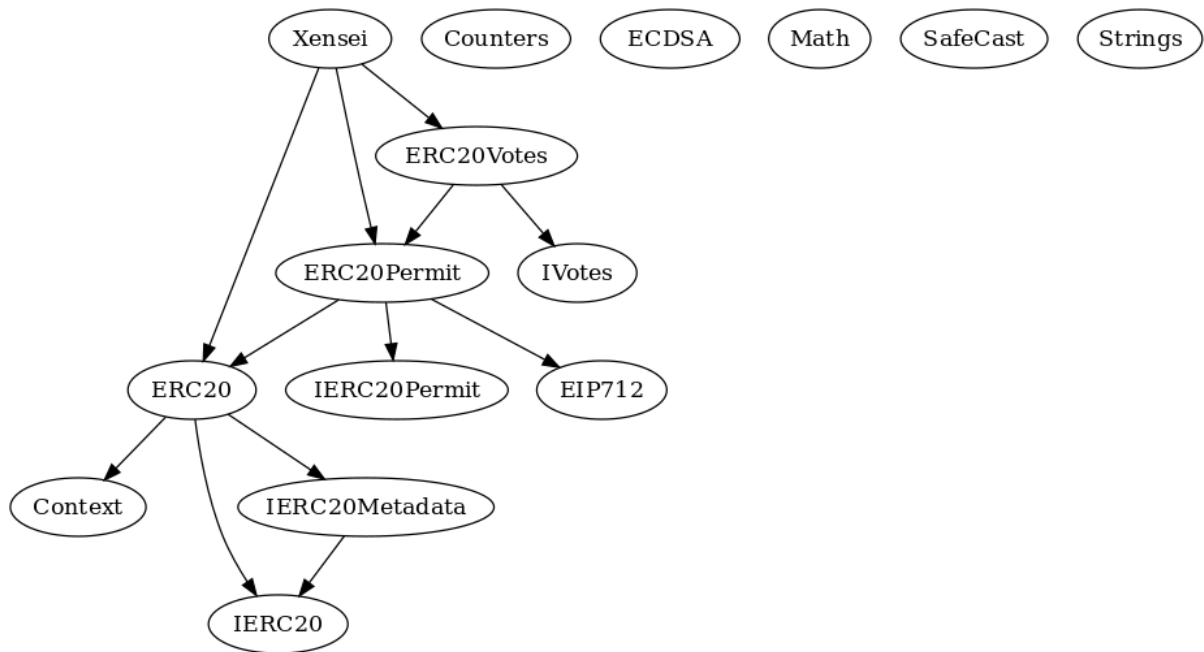 Xensei
Counters
ECDSA
Math
SafeCast
Strings
ERC20Votes
ERC20Permit
IVotes
ERC20
IERC20Permit
EIP712
Context
IERC20Metadata
IERC20